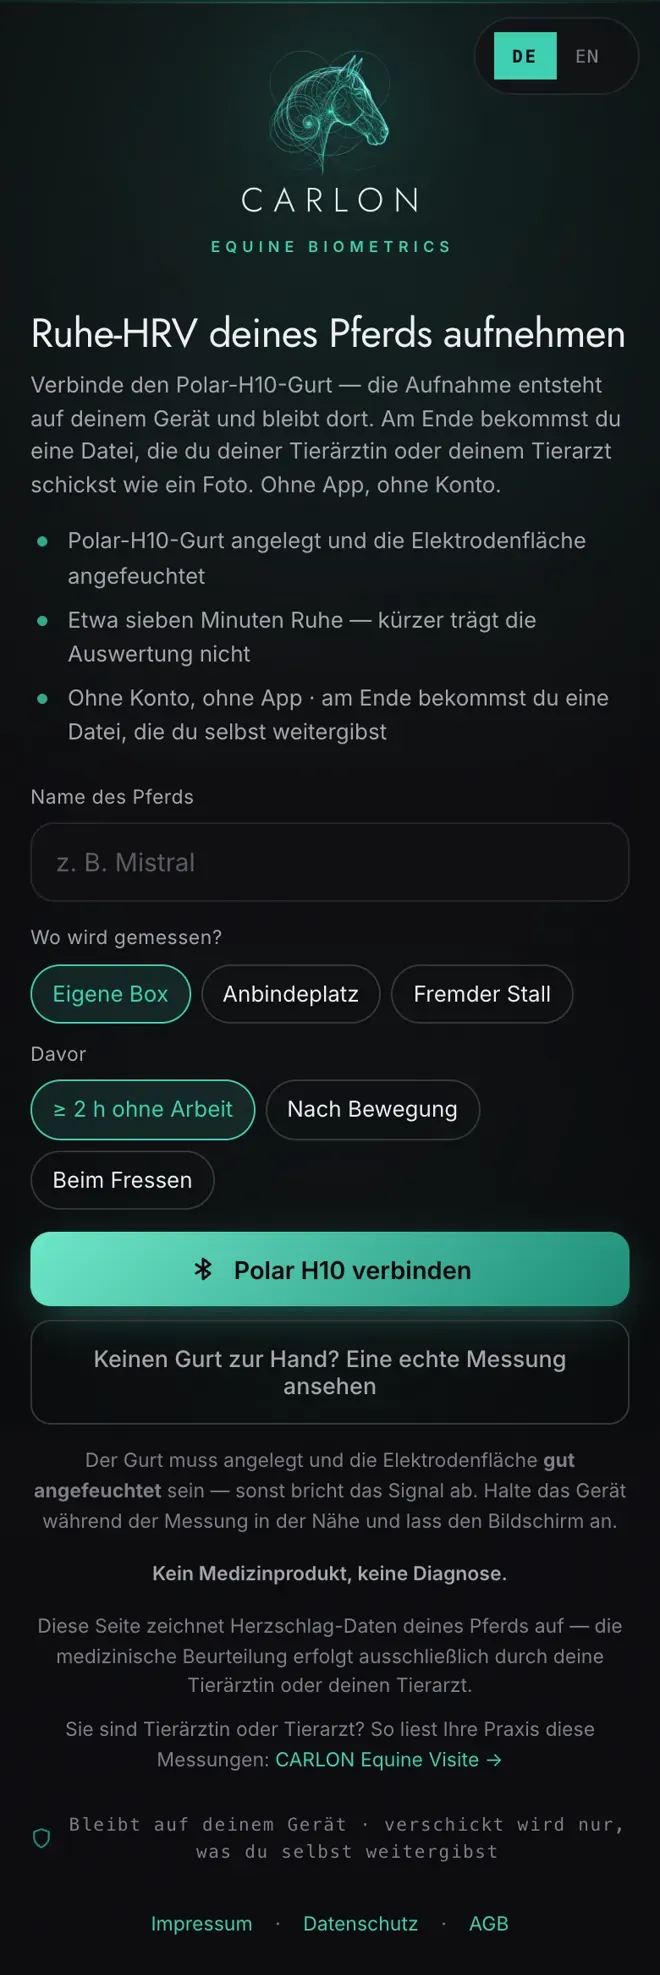 DE EN
CARLON
EQUINE BIOMETRICS
Ruhe-HRV deines Pferds aufnehmen
Verbinde den Polar-H10-Gurt — die Aufnahme entsteht
auf deinem Gerät und bleibt dort. Am Ende bekommst du
eine Datei, die du deiner Tierärztin oder deinem Tierarzt
schickst wie ein Foto. Ohne App, ohne Konto.
Polar-H10-Gurt angelegt und die Elektrodenfläche
angefeuchtet
Etwa sieben Minuten Ruhe — kürzer trägt die
Auswertung nicht
Ohne Konto, ohne App · am Ende bekommst du eine
Datei, die du selbst weitergibst
Name des Pferds
z. B. Mistral
Wo wird gemessen?
Eigene Box Anbindeplatz Fremder Stall
Davor
≥ 2 h ohne Arbeit Nach Bewegung
Beim Fressen
Polar H10 verbinden
Keinen Gurt zur Hand? Eine echte Messung
ansehen
Der Gurt muss angelegt und die Elektrodenfläche gut
angefeuchtet sein — sonst bricht das Signal ab. Halte das Gerät
während der Messung in der Nähe und lass den Bildschirm an.
Kein Medizinprodukt, keine Diagnose.
Diese Seite zeichnet Herzschlag-Daten deines Pferds auf — die
medizinische Beurteilung erfolgt ausschließlich durch deine
Tierärztin oder deinen Tierarzt.
Sie sind Tierärztin oder Tierarzt? So liest Ihre Praxis diese
Messungen: CARLON Equine Visite →
Bleibt auf deinem Gerät · verschickt wird nur,
was du selbst weitergibst
Impressum · Datenschutz · AGB